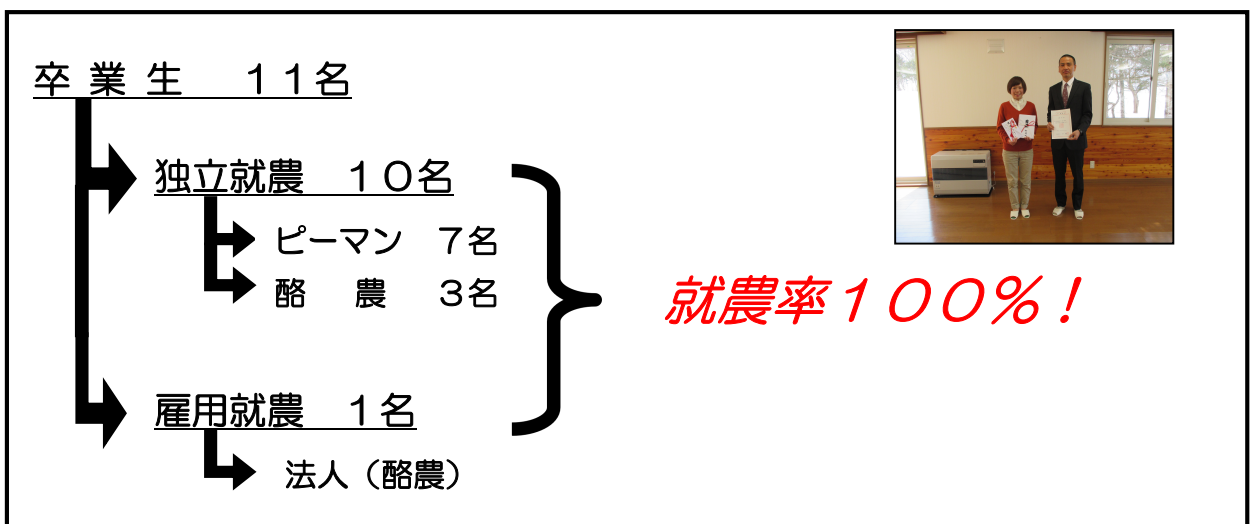 卒 業 生　１１名
独立就農　１０名
ピーマン　７名
酪　農　３名
就農率１００％！
雇用就農　１名
法人（酪農）